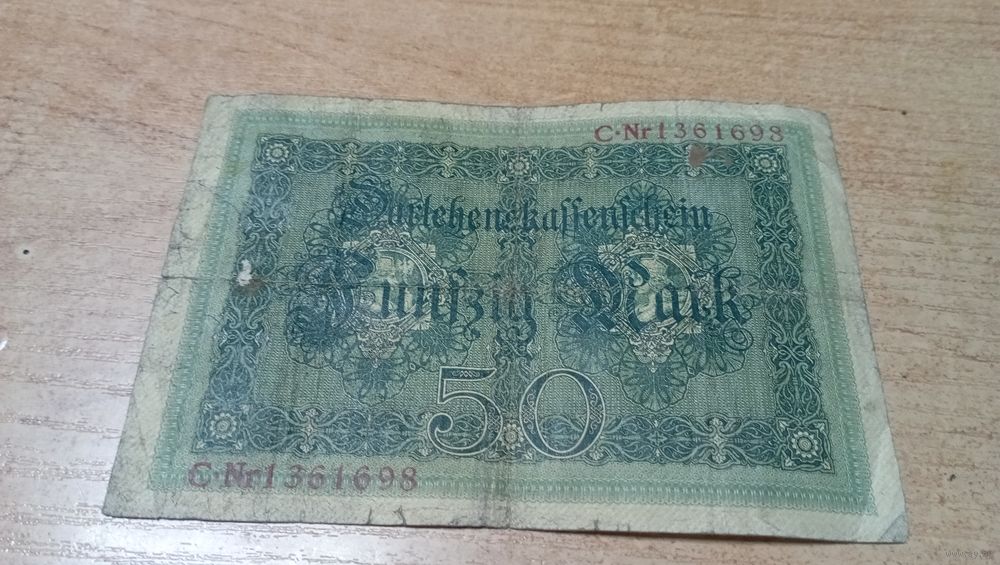 C·Nr1361698
Darlehenskassenschein
Fünfzig Mark
50
C·Nr1361698